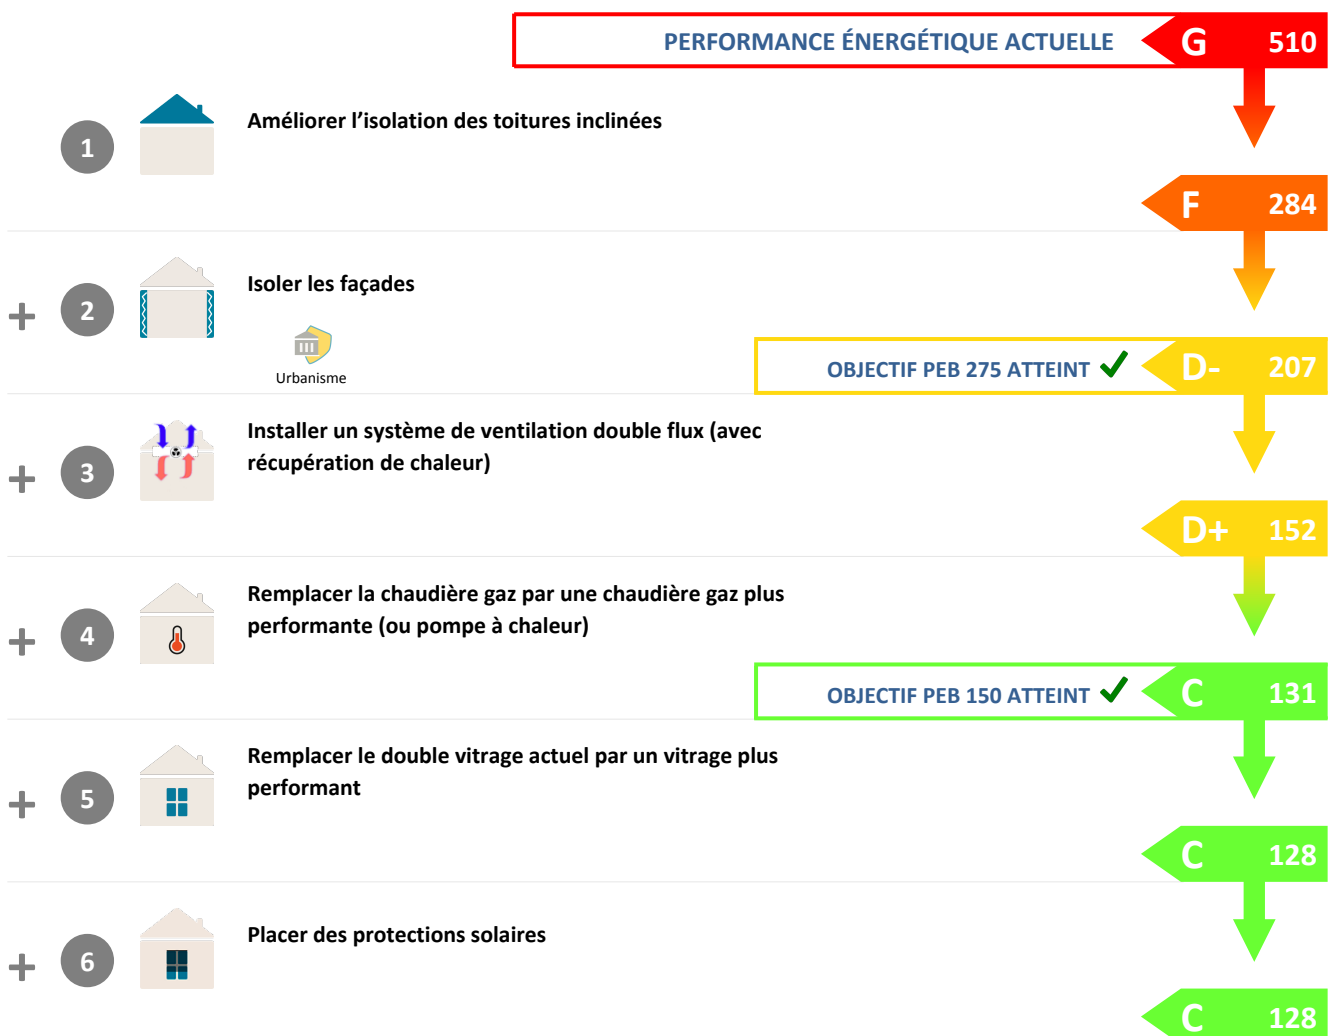 PERFORMANCE ÉNERGÉTIQUE ACTUELLE G 510
1 Améliorer l'isolation des toitures inclinées
F 284
+ 2 Isoler les façades
Urbanisme
OBJECTIF PEB 275 ATTEINT D- 207
+ 3 Installer un système de ventilation double flux (avec
récupération de chaleur)
D+ 152
+ 4 Remplacer la chaudière gaz par une chaudière gaz plus
performante (ou pompe à chaleur)
OBJECTIF PEB 150 ATTEINT C 131
+ 5 Remplacer le double vitrage actuel par un vitrage plus
performant
C 128
+ 6 Placer des protections solaires
C 128